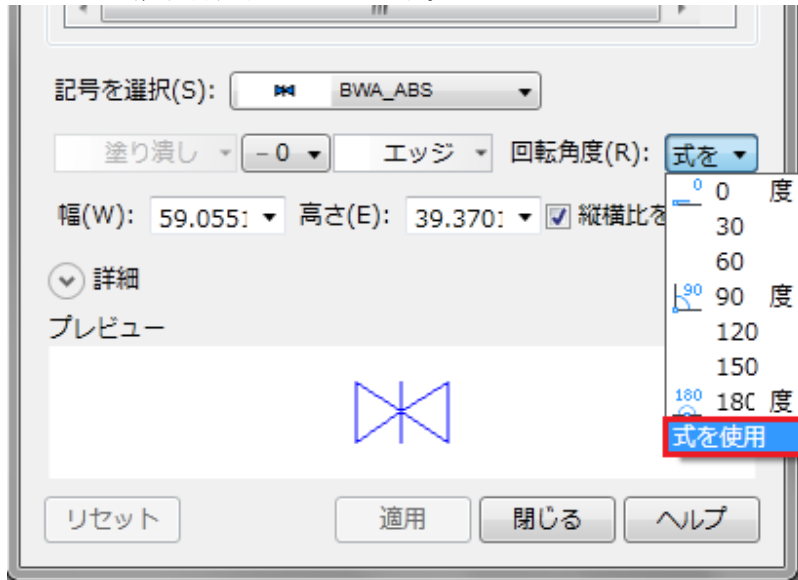 記号を選択(S): BWA_ABS
塗り潰し - 0 エッジ 回転角度(R): 式を
0 0 度
幅(W): 59.0551 高さ(E): 39.3701 縦横比を
30
60
詳細
90 90 度
プレビュー
120
150
180 180 度
式を使用
リセット 適用 閉じる ヘルプ